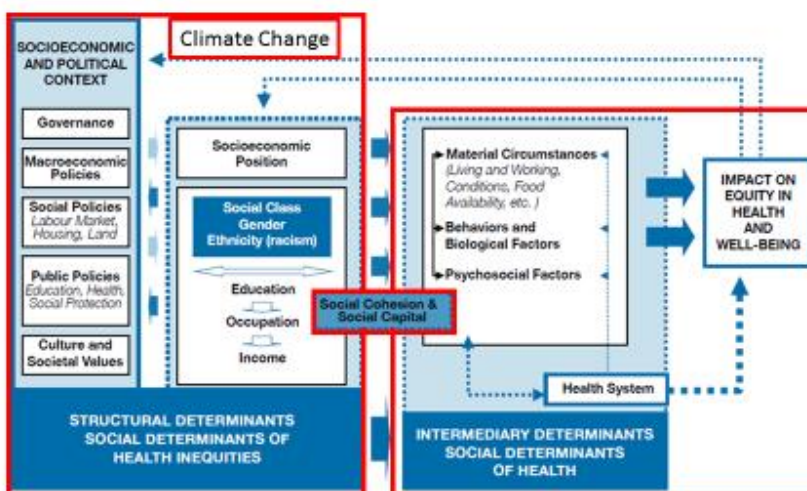 Climate Change
SOCIOECONOMIC
AND POLITICAL
CONTEXT
Governance
Macroeconomic
Policies
Social Policies
Labour Market,
Housing, Land
Public Policies
Education, Health,
Social Protection
Culture and
Societal Values
Socioeconomic
Position
Social Class
Gender
Ethnicity (racism)
Education
Occupation
Income
Social Cohesion &
Social Capital
STRUCTURAL DETERMINANTS
SOCIAL DETERMINANTS OF
HEALTH INEQUITIES
Material Circumstances
(Living and Working,
Conditions, Food
Availability, etc. )
Behaviors and
Biological Factors
Psychosocial Factors
Health System
INTERMEDIARY DETERMINANTS
SOCIAL DETERMINANTS
OF HEALTH
IMPACT ON
EQUITY IN
HEALTH
AND
WELL-BEING